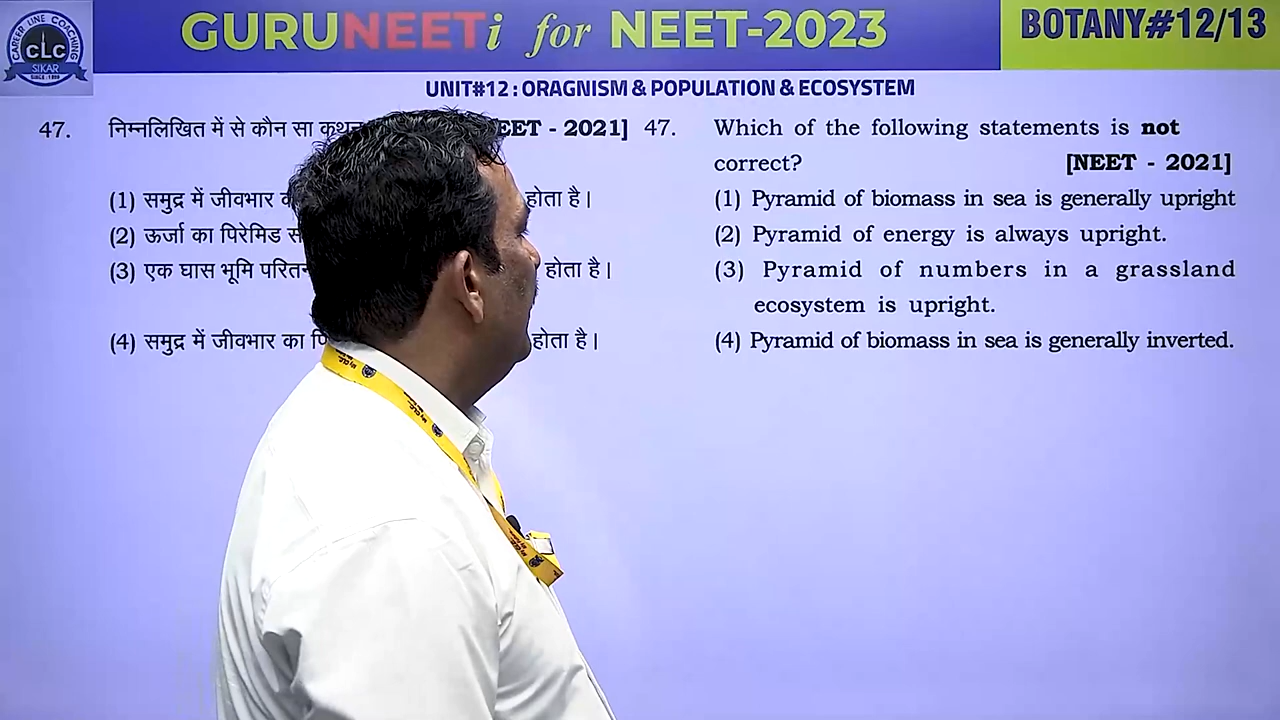 GURUNEETi for NEET-2023
BOTANY#12/13
CAREER LINE COACHING
CLC
SIKAR
SINCE : 1996
UNIT#12 : ORAGNISM & POPULATION & ECOSYSTEM
47. निम्नलिखित में से कौन सा कथन EET - 2021]
(1) समुद्र में जीवभार होता है।
(2) ऊर्जा का पिरेमिड
(3) एक घास भूमि होता है।
(4) समुद्र में जीवभार का होता है।
47. Which of the following statements is not
correct? [NEET - 2021]
(1) Pyramid of biomass in sea is generally upright
(2) Pyramid of energy is always upright.
(3) Pyramid of numbers in a grassland
ecosystem is upright.
(4) Pyramid of biomass in sea is generally inverted.